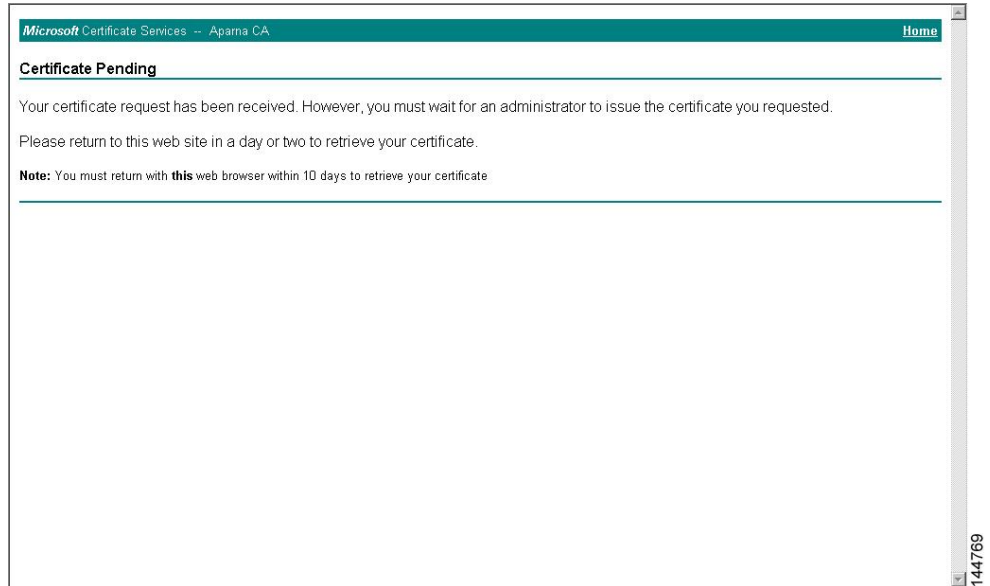 Microsoft Certificate Services -- Aparna CA Home
Certificate Pending
Your certificate request has been received. However, you must wait for an administrator to issue the certificate you requested.
Please return to this web site in a day or two to retrieve your certificate.
Note: You must return with this web browser within 10 days to retrieve your certificate
144769